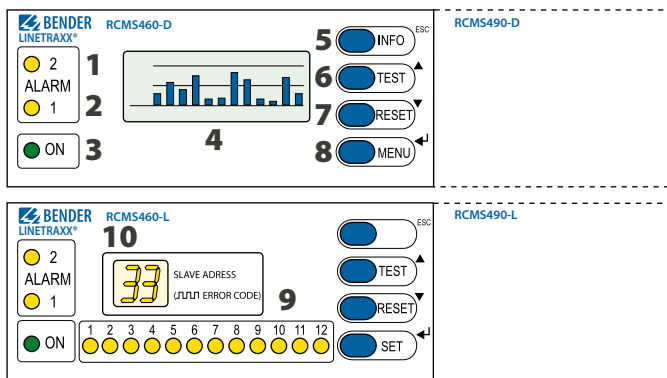 BENDER RCMS460-D
LINETRAXX®
2
ALARM
1
ON
1
2
3
4
5 INFO ESC
6 TEST
7 RESET
8 MENU
RCMS490-D
BENDER RCMS460-L
LINETRAXX®
2
ALARM
1
ON
10
33 SLAVE ADRESS
( ERROR CODE)
9
1 2 3 4 5 6 7 8 9 10 11 12
ESC
TEST
RESET
SET
RCMS490-L